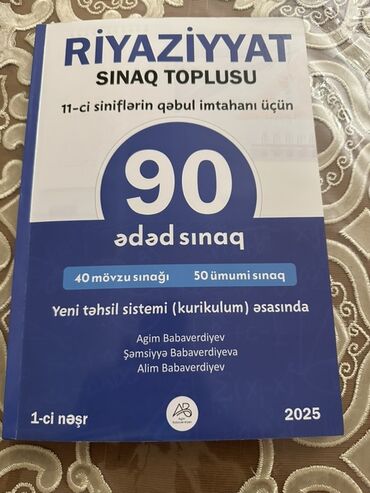 RİYAZİYYAT
SINAQ TOPLUSU
11-ci siniflərin qəbul imtahanı üçün
90
ədəd sınaq
40 mövzu sınağı 50 ümumi sınaq
Yeni təhsil sistemi (kurikulum) əsasında
Agim Babaverdiyev
Şəmsiyyə Babaverdiyeva
Alim Babaverdiyev
1-ci nəşr
2025